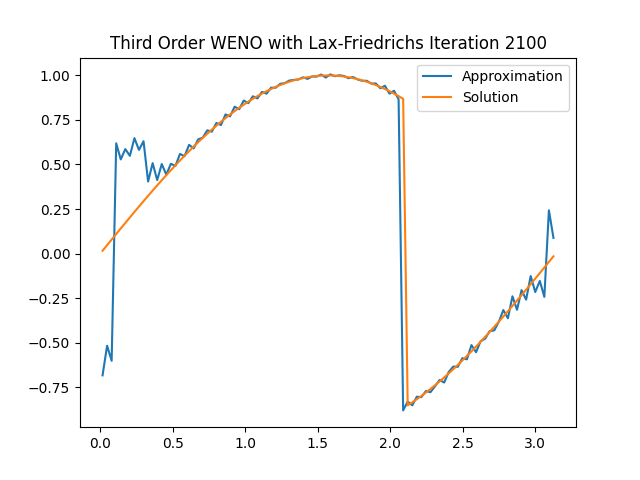 Third Order WENO with Lax-Friedrichs Iteration 2100
Approximation
Solution
1.00
0.75
0.50
0.25
0.00
−0.25
−0.50
−0.75
0.0 0.5 1.0 1.5 2.0 2.5 3.0